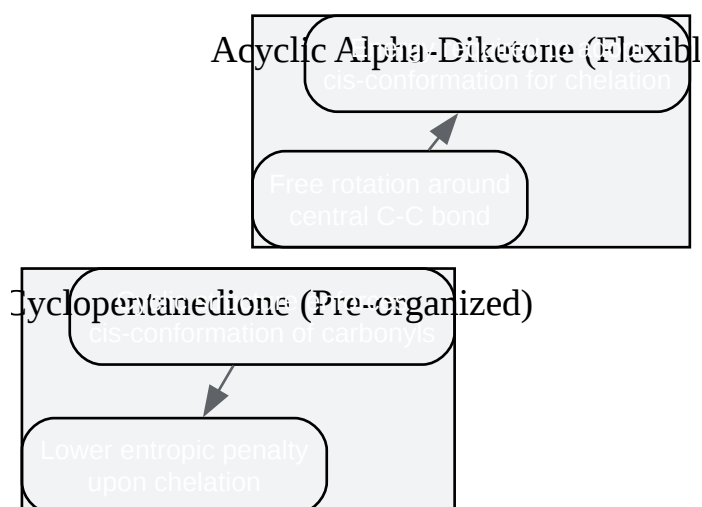 Acyclic Alpha-Diketone (Flexibl
cis-conformation for chelation
Free rotation around
central C-C bond
Cyclopentanedione (Pre-organized)
cis-conformation of carbonyls
Lower entropic penalty
upon chelation